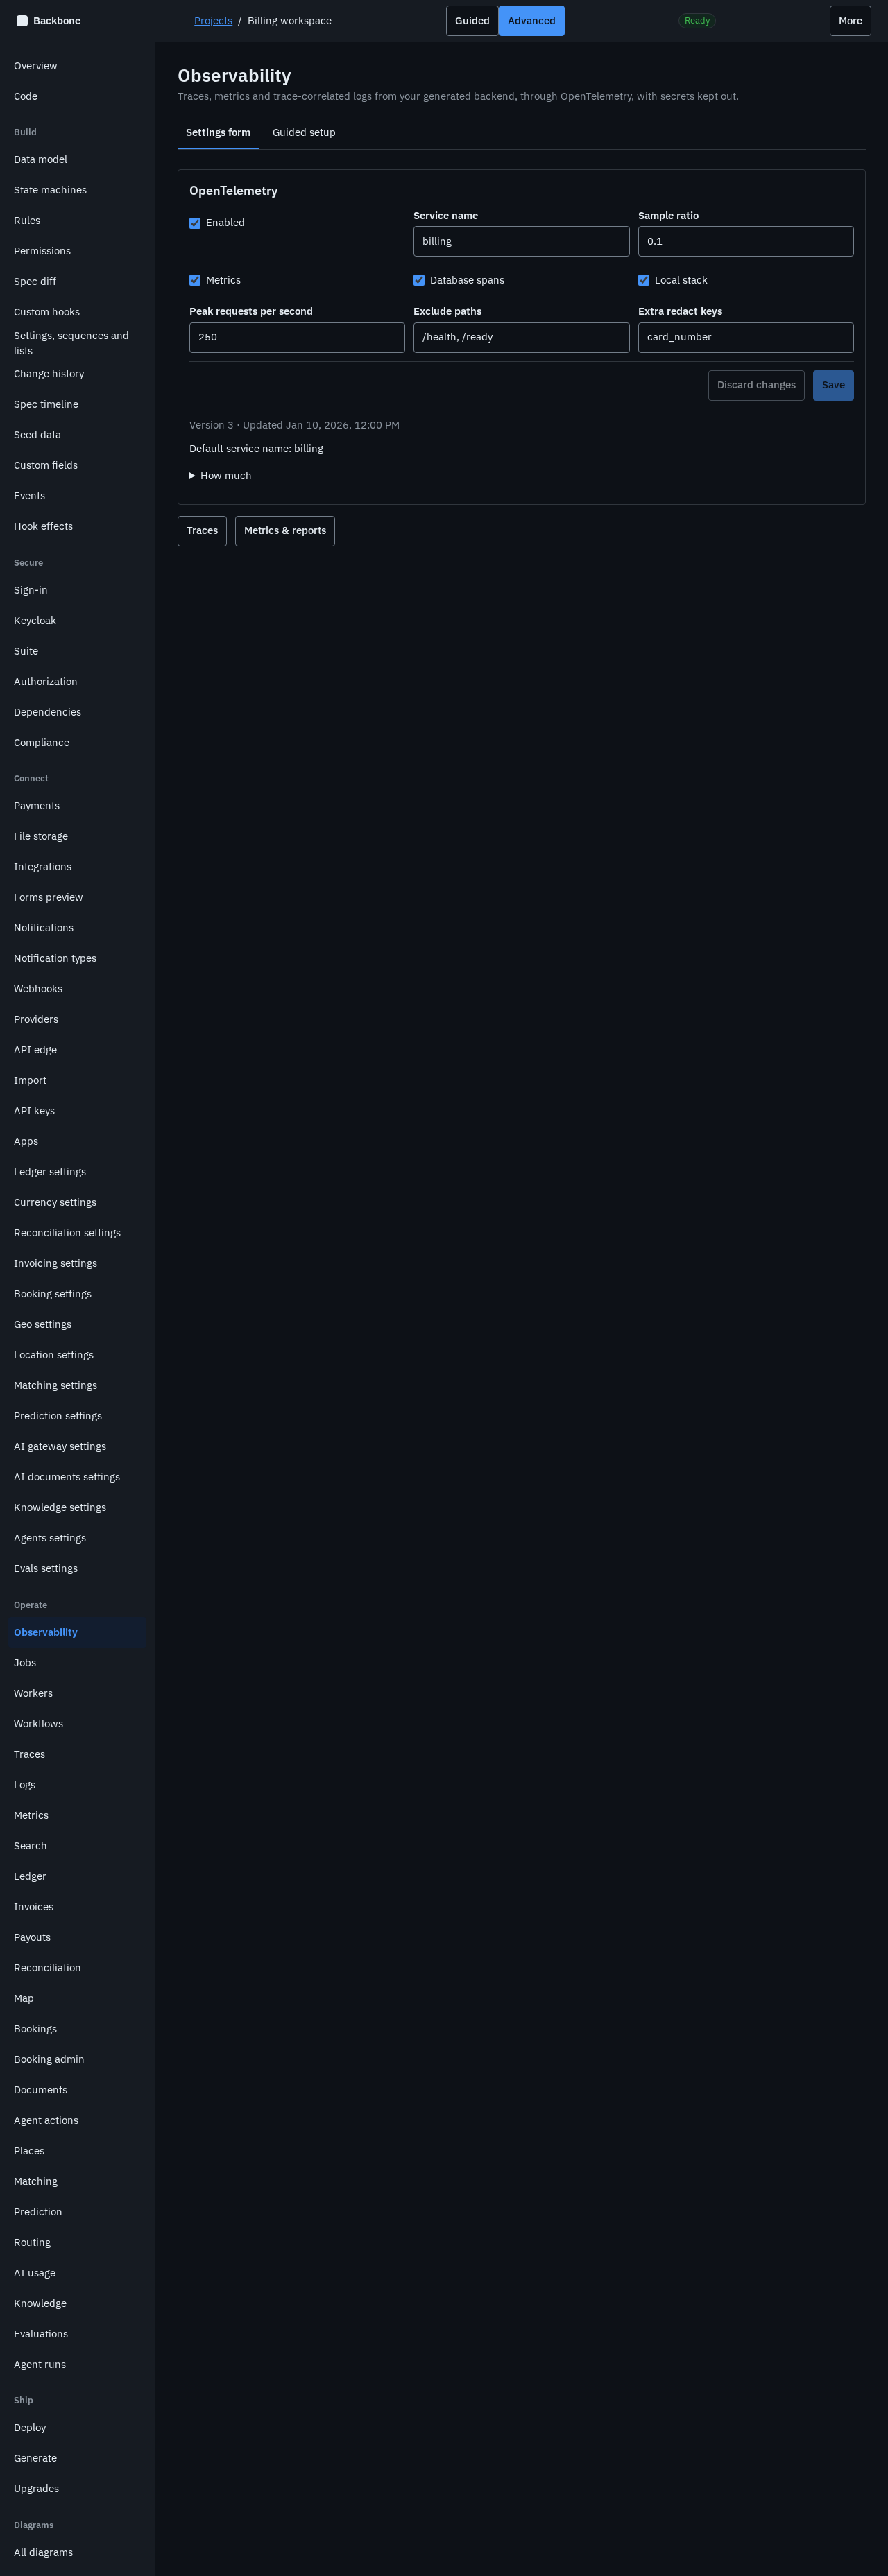 Backbone
Projects / Billing workspace
Guided
Advanced
Ready
More
Overview
Code
Build
Data model
State machines
Rules
Permissions
Spec diff
Custom hooks
Settings, sequences and
lists
Change history
Spec timeline
Seed data
Custom fields
Events
Hook effects
Secure
Sign-in
Keycloak
Suite
Authorization
Dependencies
Compliance
Connect
Payments
File storage
Integrations
Forms preview
Notifications
Notification types
Webhooks
Providers
API edge
Import
API keys
Apps
Ledger settings
Currency settings
Reconciliation settings
Invoicing settings
Booking settings
Geo settings
Location settings
Matching settings
Prediction settings
AI gateway settings
AI documents settings
Knowledge settings
Agents settings
Evals settings
Operate
Observability
Jobs
Workers
Workflows
Traces
Logs
Metrics
Search
Ledger
Invoices
Payouts
Reconciliation
Map
Bookings
Booking admin
Documents
Agent actions
Places
Matching
Prediction
Routing
AI usage
Knowledge
Evaluations
Agent runs
Ship
Deploy
Generate
Upgrades
Diagrams
All diagrams
Observability
Traces, metrics and trace-correlated logs from your generated backend, through OpenTelemetry, with secrets kept out.
Settings form
Guided setup
OpenTelemetry
Enabled
Service name
billing
Sample ratio
0.1
Metrics
Database spans
Local stack
Peak requests per second
250
Exclude paths
/health, /ready
Extra redact keys
card_number
Discard changes
Save
Version 3 · Updated Jan 10, 2026, 12:00 PM
Default service name: billing
How much
Traces
Metrics & reports